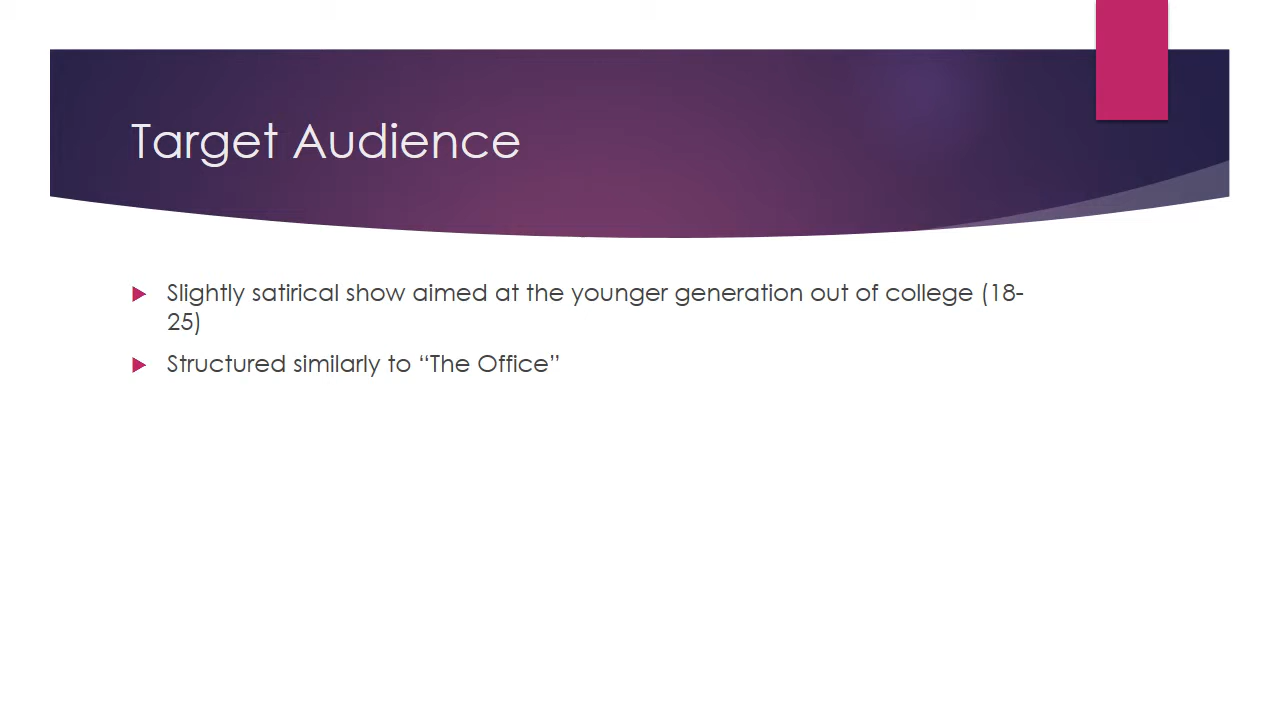 Target Audience
Slightly satirical show aimed at the younger generation out of college (18-
25)
Structured similarly to “The Office”